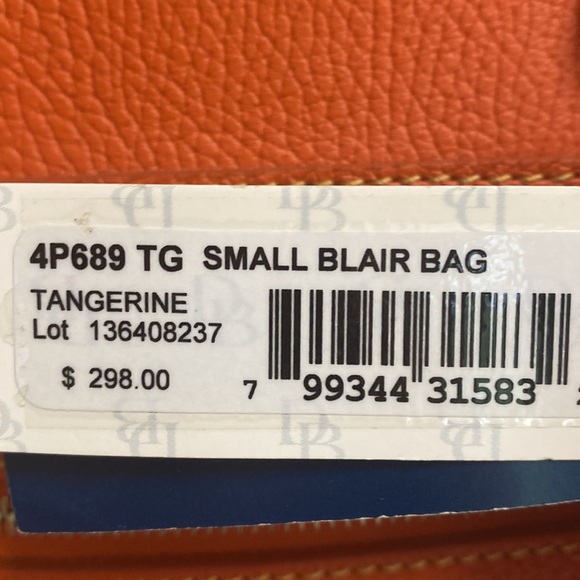 4P689 TG SMALL BLAIR BAG
TANGERINE
Lot 136408237
$ 298.00
7 99344 31583